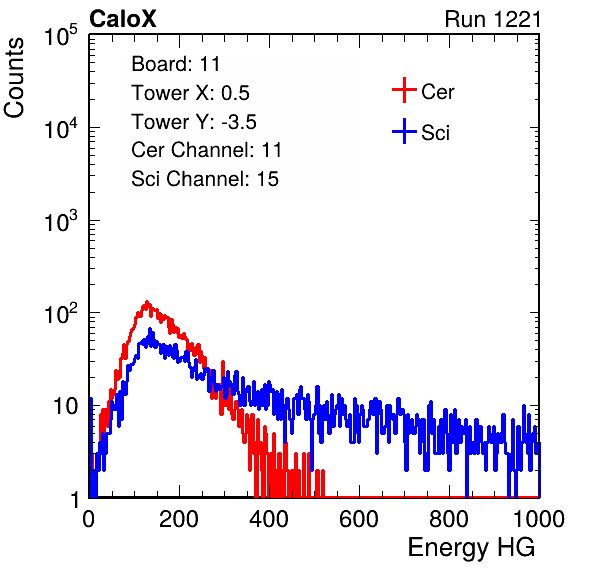 CaloX Run 1221
Counts
10^5
10^4
10^3
10^2
10
1
Board: 11
Tower X: 0.5
Tower Y: -3.5
Cer Channel: 11
Sci Channel: 15
Cer
Sci
0 200 400 600 800 1000
Energy HG